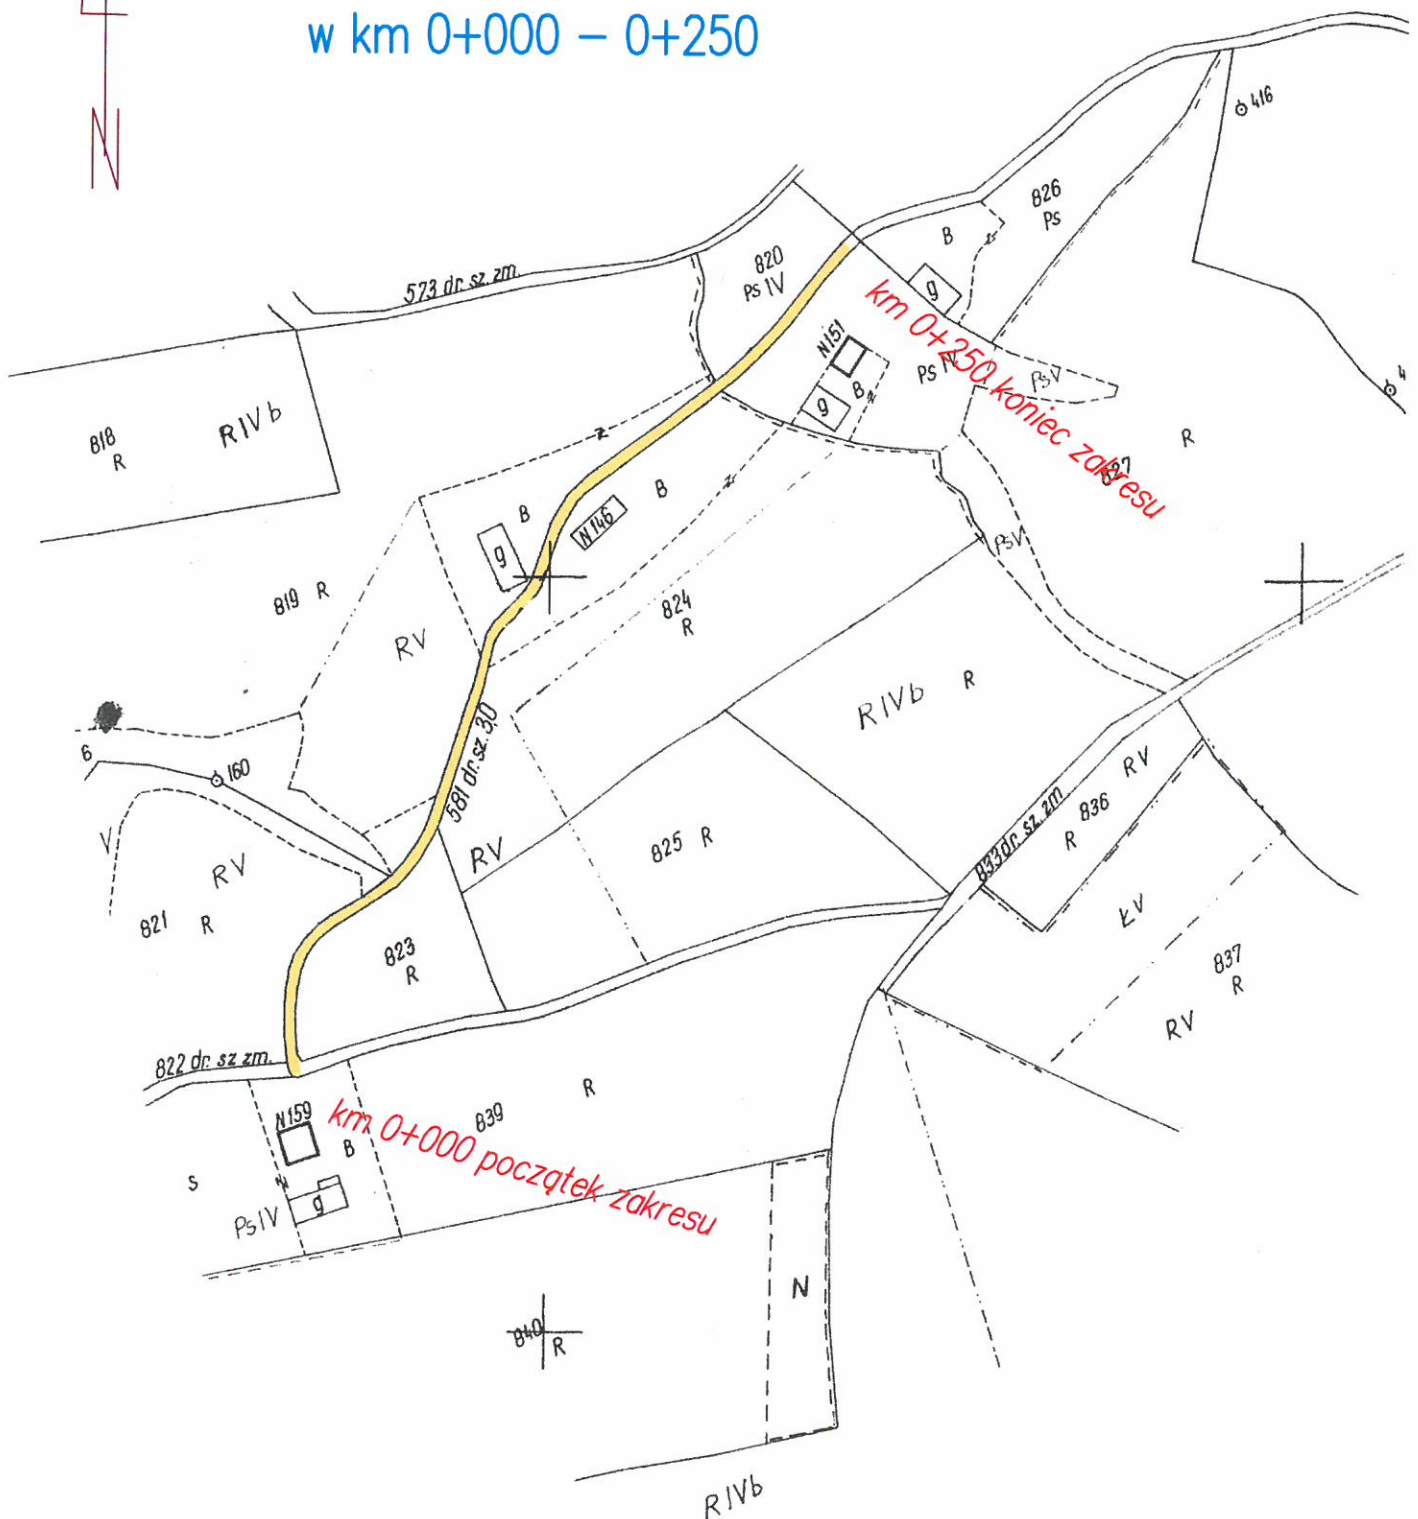 w km 0+000 – 0+250
N
416
826
Ps
B
z
820
Ps IV
573 dr. sz. zm.
g
km 0+250 koniec zakresu
N151
Ps IV
PsV
4
B
N
g
818
R
RIVb
R
827
z
B
z
B
N146
g
PsV
819 R
824
R
RV
RIVb R
581 dr. sz. 3,0
6
160
RV
836
R
V
RV
RV
825 R
833 dr. sz. zm
ŁV
821 R
823
R
837
R
RV
822 dr. sz zm.
R
N159
839
km 0+000 początek zakresu
B
S
N
g
PsIV
N
840
R
RIVb